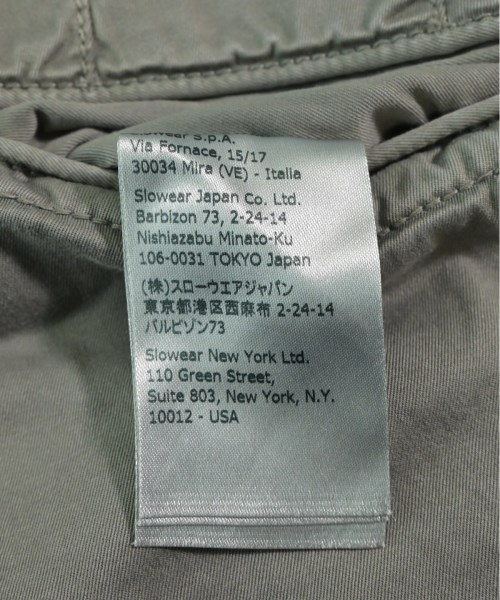 Slowear S.p.A.
Via Fornace, 15/17
30034 Mira (VE) - Italia
Slowear Japan Co. Ltd.
Barbizon 73, 2-24-14
Nishiazabu Minato-Ku
106-0031 TOKYO Japan
(株)スローウエアジャパン
東京都港区西麻布 2-24-14
バルビゾン73
Slowear New York Ltd.
110 Green Street,
Suite 803, New York, N.Y.
10012 - USA